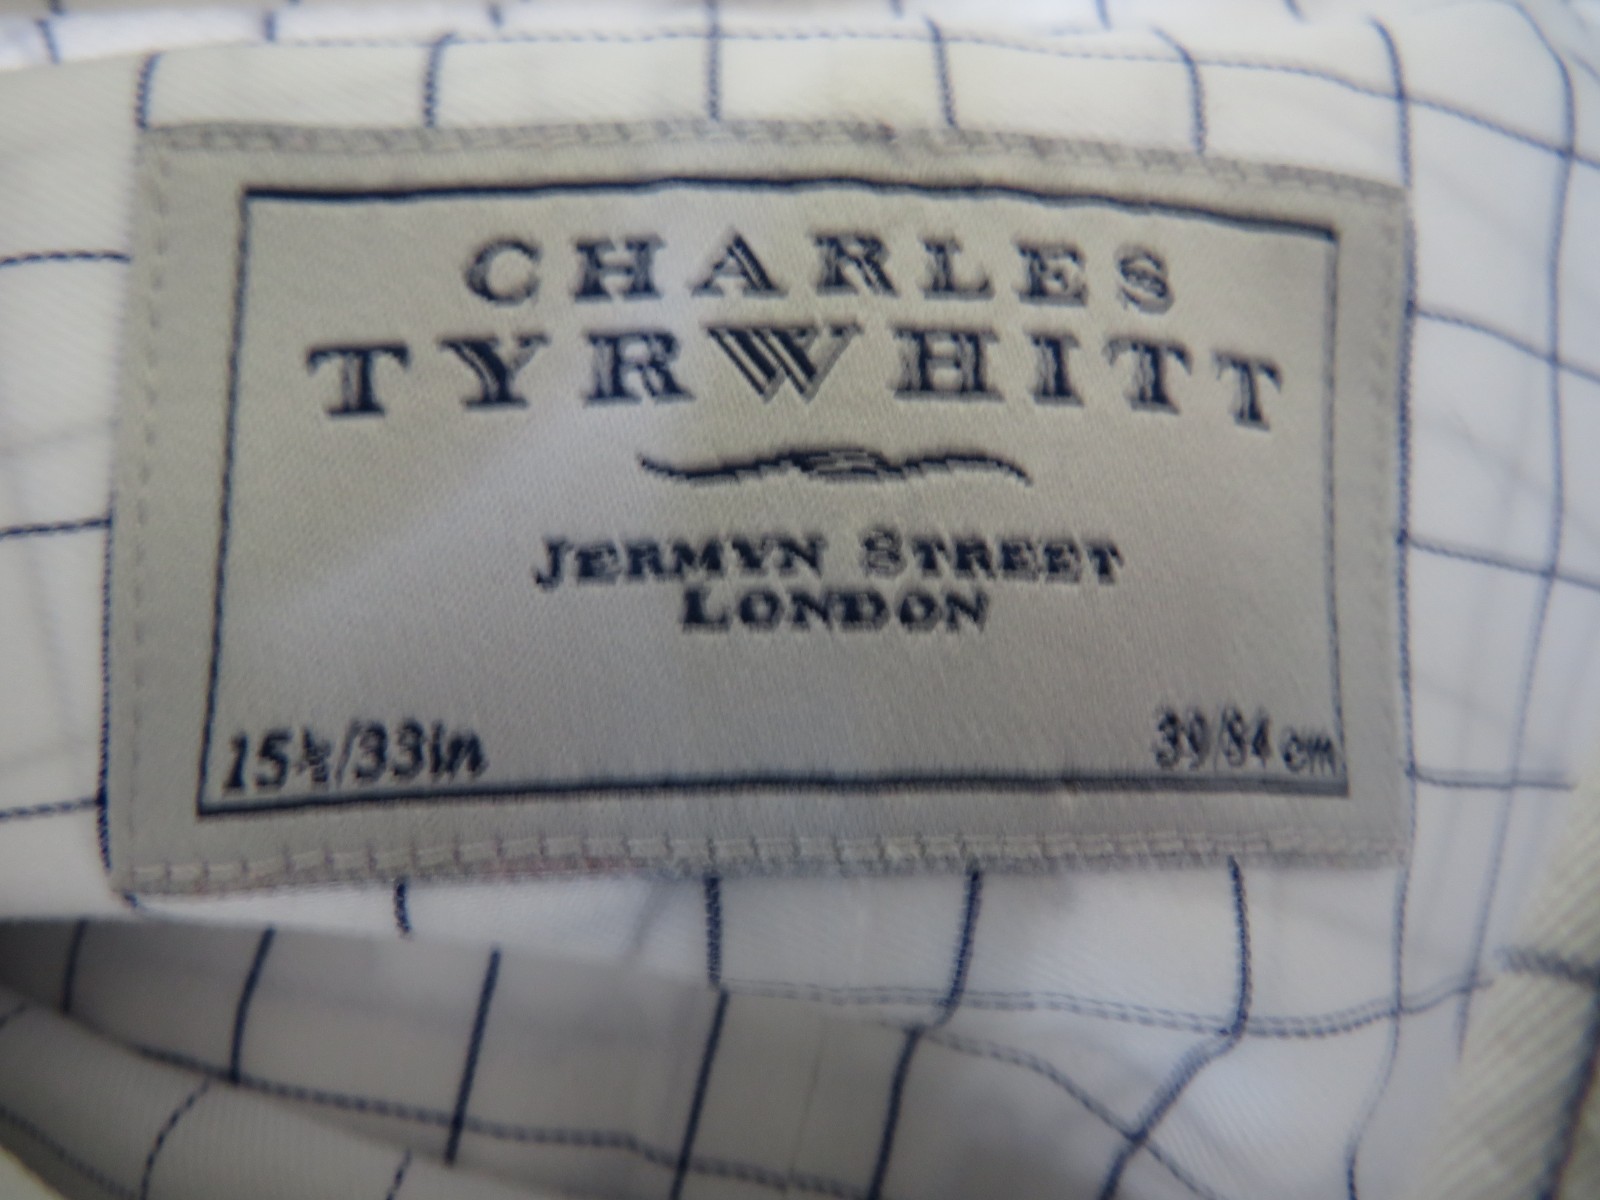 CHARLES
TYRWHITT
JERMYN STREET
LONDON
15½/33in 39/84 cm